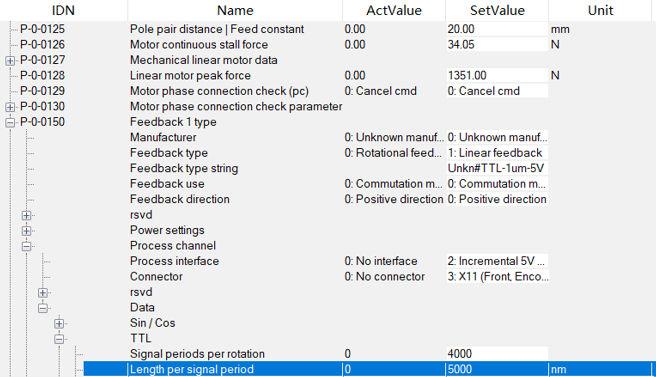 IDN Name ActValue SetValue Unit
P-0-0125 Pole pair distance | Feed constant 0.00 20.00 mm
P-0-0126 Motor continuous stall force 0.00 34.05 N
P-0-0127 Mechanical linear motor data
P-0-0128 Linear motor peak force 0.00 1351.00 N
P-0-0129 Motor phase connection check (pc) 0: Cancel cmd 0: Cancel cmd
P-0-0130 Motor phase connection check parameter
P-0-0150 Feedback 1 type
Manufacturer 0: Unknown manuf... 0: Unknown manuf...
Feedback type 0: Rotational feed... 1: Linear feedback
Feedback type string Unkn#TTL-1um-5V
Feedback use 0: Commutation m... 0: Commutation m...
Feedback direction 0: Positive direction 0: Positive direction
rsvd
Power settings
Process channel
Process interface 0: No interface 2: Incremental 5V ...
Connector 0: No connector 3: X11 (Front, Enco...
rsvd
Data
Sin / Cos
TTL
Signal periods per rotation 0 4000
Length per signal period 0 5000 nm